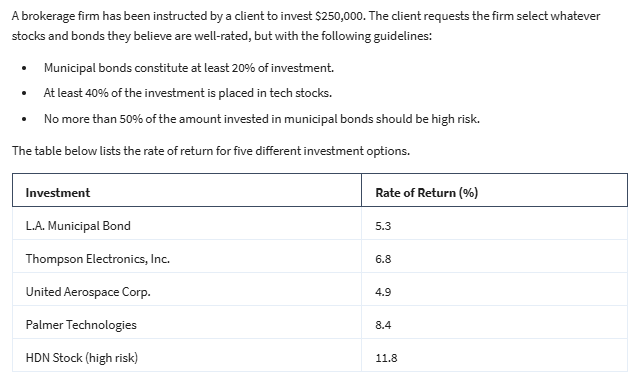 A brokerage firm has been instructed by a client to invest $250,000. The client requests the firm select whatever
stocks and bonds they believe are well-rated, but with the following guidelines:
• Municipal bonds constitute at least 20% of investment.
• At least 40% of the investment is placed in tech stocks.
• No more than 50% of the amount invested in municipal bonds should be high risk.
The table below lists the rate of return for five different investment options.
Investment Rate of Return (%)
L.A. Municipal Bond 5.3
Thompson Electronics, Inc. 6.8
United Aerospace Corp. 4.9
Palmer Technologies 8.4
HDN Stock (high risk) 11.8